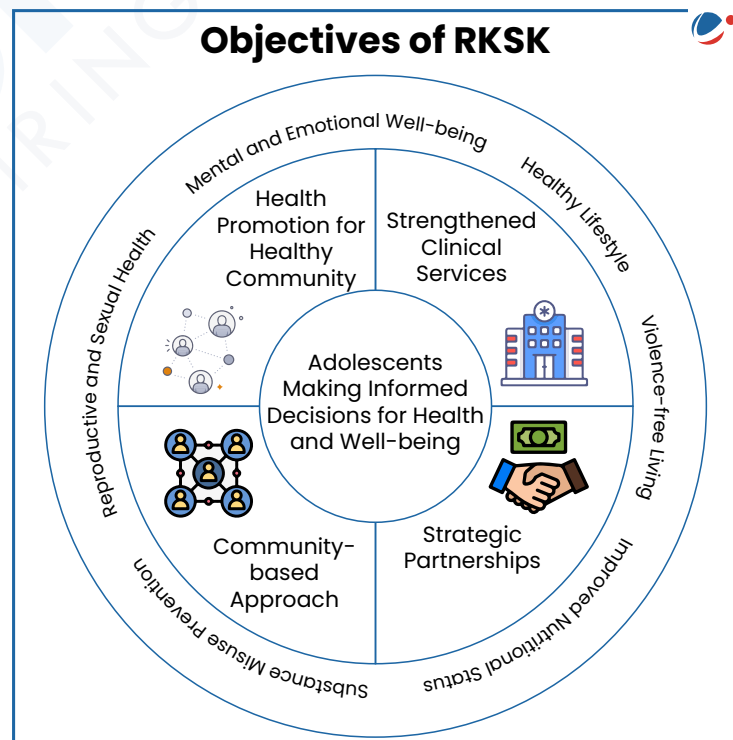 Objectives of RKSK
Mental and Emotional Well-being
Healthy Lifestyle
Violence-free Living
Improved Nutritional Status
Substance Misuse Prevention
Reproductive and Sexual Health
Health
Promotion for
Healthy
Community
Strengthened
Clinical
Services
Adolescents
Making Informed
Decisions for Health
and Well-being
Community-
based
Approach
Strategic
Partnerships